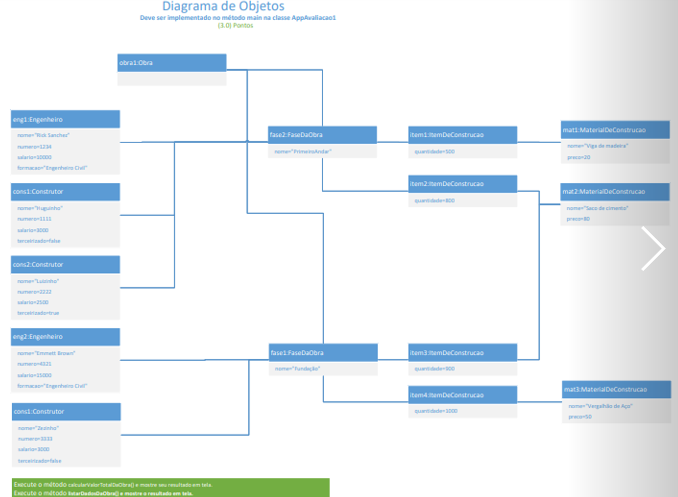 Diagrama de Objetos
Deve ser implementado no método main na classe AppAvaliacao1
(3.0) Pontos
obra1:Obra
eng1:Engenheiro
nome="Rick Sanchez"
numero=1234
salario=10000
formacao="Engenheiro Civil"
fase2:FaseDaObra
nome="PrimeiroAndar"
item1:ItemDeConstrucao
quantidade=500
mat1:MaterialDeConstrucao
nome="Viga de madeira"
preco=20
cons1:Construtor
nome="Huguinho"
numero=1111
salario=3000
terceirizado=false
item2:ItemDeConstrucao
quantidade=800
mat2:MaterialDeConstrucao
nome="Saco de cimento"
preco=80
cons2:Construtor
nome="Luisinho"
numero=2222
salario=2500
terceirizado=true
eng2:Engenheiro
nome="Emmett Brown"
numero=4321
salario=15000
formacao="Engenheiro Civil"
fase1:FaseDaObra
nome="Fundação"
item3:ItemDeConstrucao
quantidade=900
item4:ItemDeConstrucao
quantidade=1000
mat3:MaterialDeConstrucao
nome="Vergalhão de Aço"
preco=50
cons1:Construtor
nome="Zezinho"
numero=3333
salario=3000
terceirizado=false
Execute o método calcularValorTotalDaObra() e mostre seu resultado em tela.
Execute o método listarDadosDaObra() e mostre o resultado em tela.